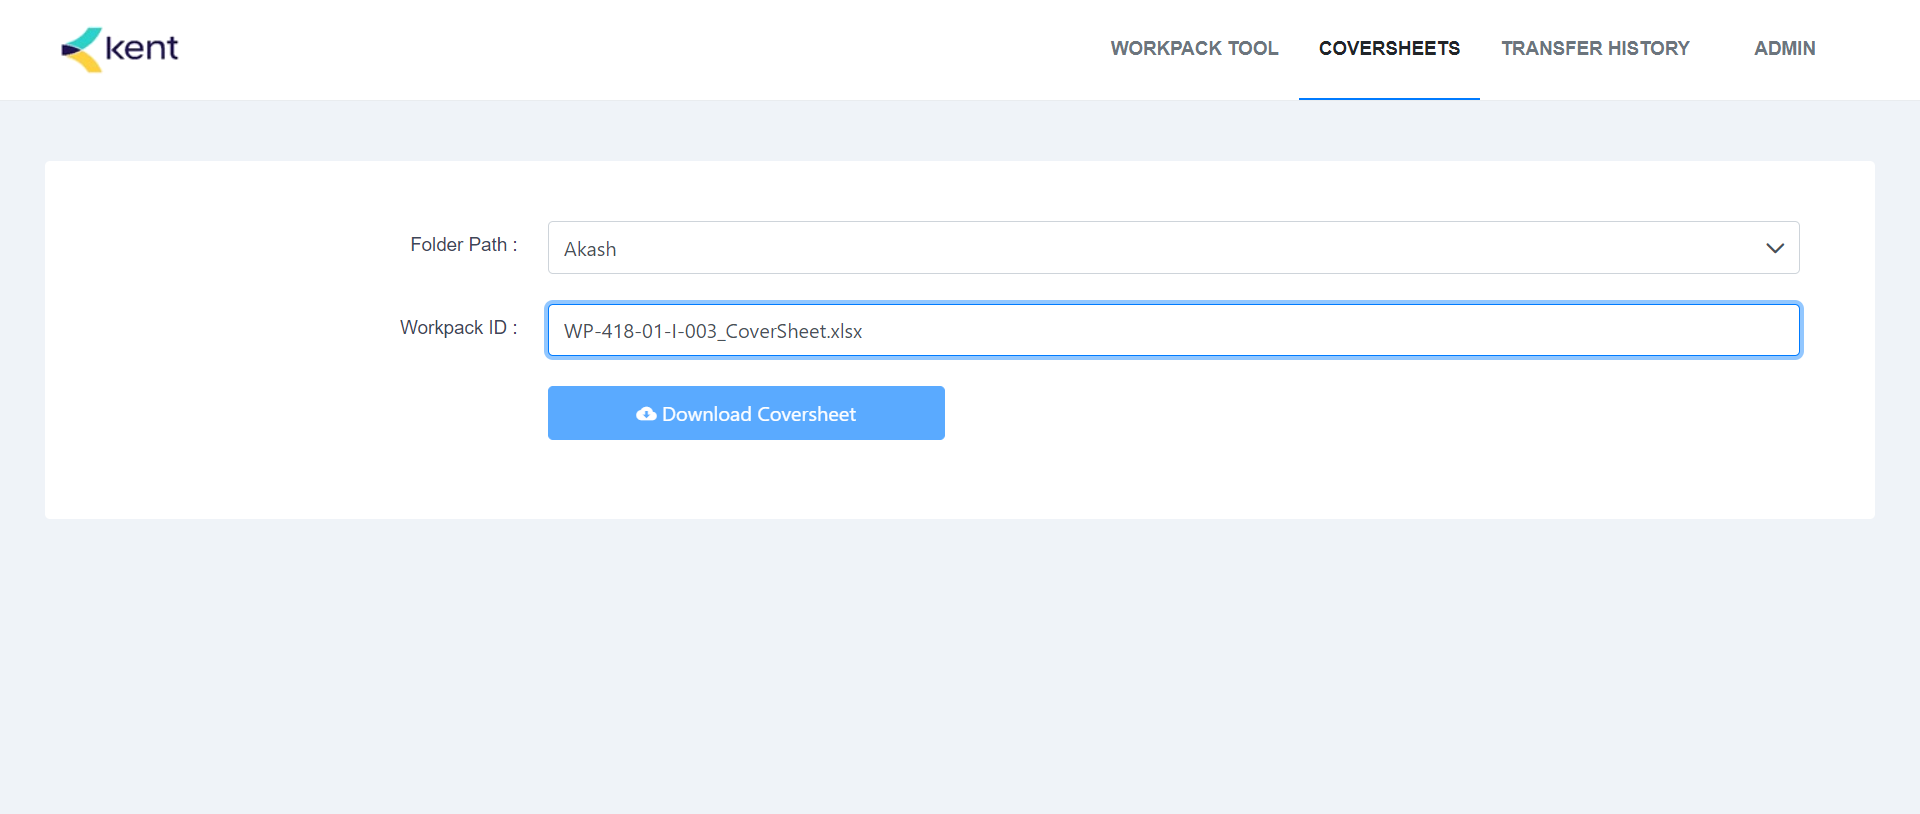 kent
WORKPACK TOOL COVERSHEETS TRANSFER HISTORY ADMIN
Folder Path : Akash
Workpack ID : WP-418-01-I-003_CoverSheet.xlsx
Download Coversheet